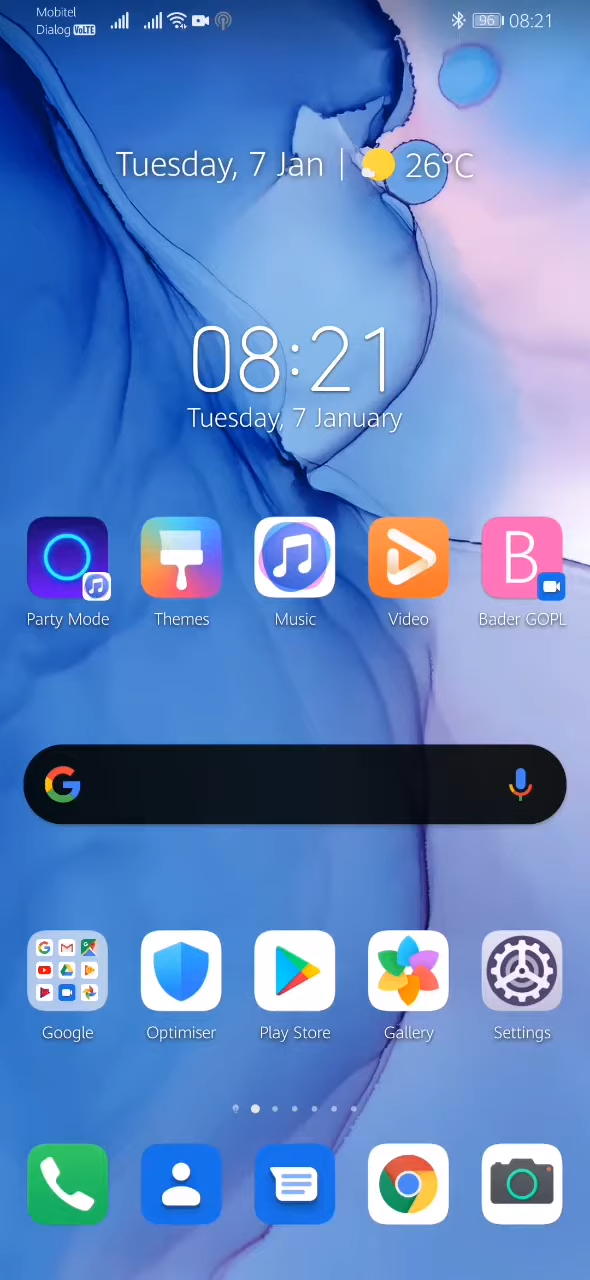 Mobitel
Dialog VoLTE
96 08:21
Tuesday, 7 Jan | 26°C
08:21
Tuesday, 7 January
Party Mode Themes Music Video Bader GOPL
B
Google Optimiser Play Store Gallery Settings